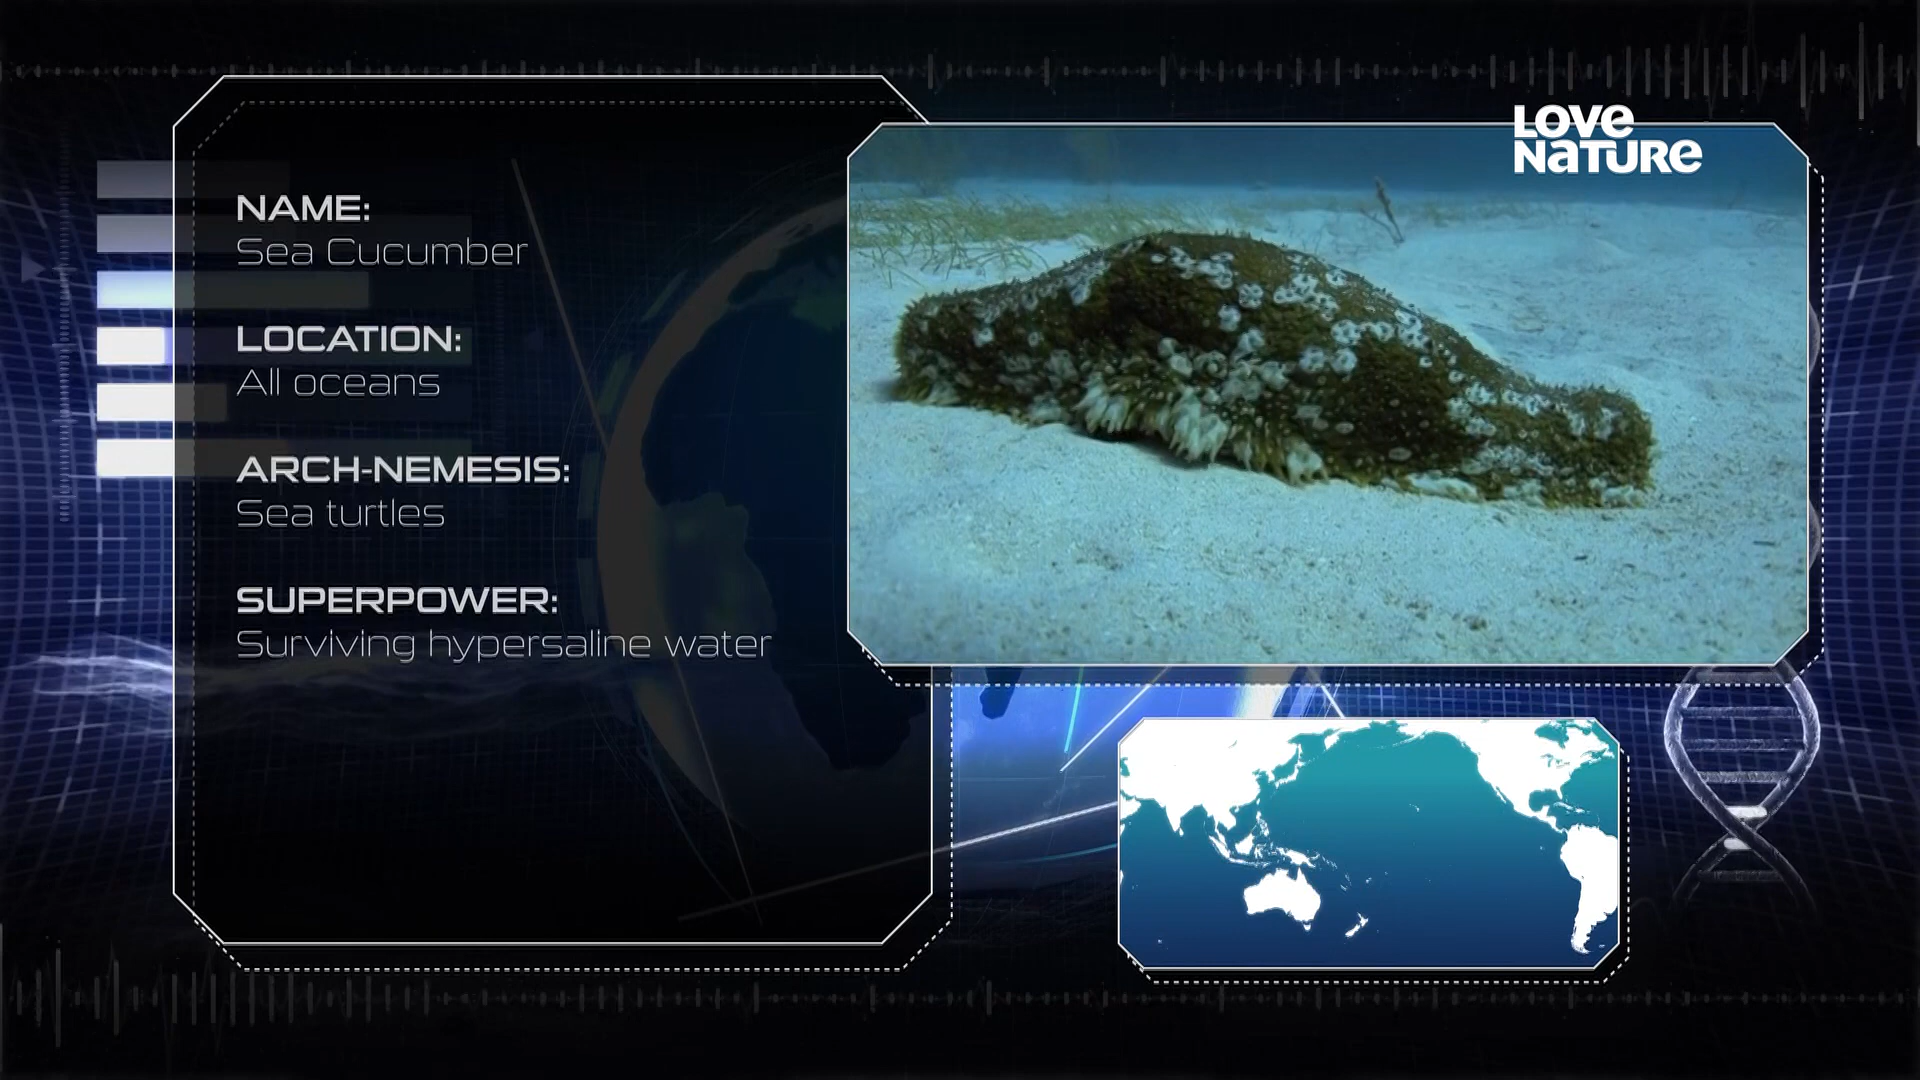 LOVE
NATURE
NAME:
Sea Cucumber
LOCATION:
All oceans
ARCH-NEMESIS:
Sea turtles
SUPERPOWER:
Surviving hypersaline water